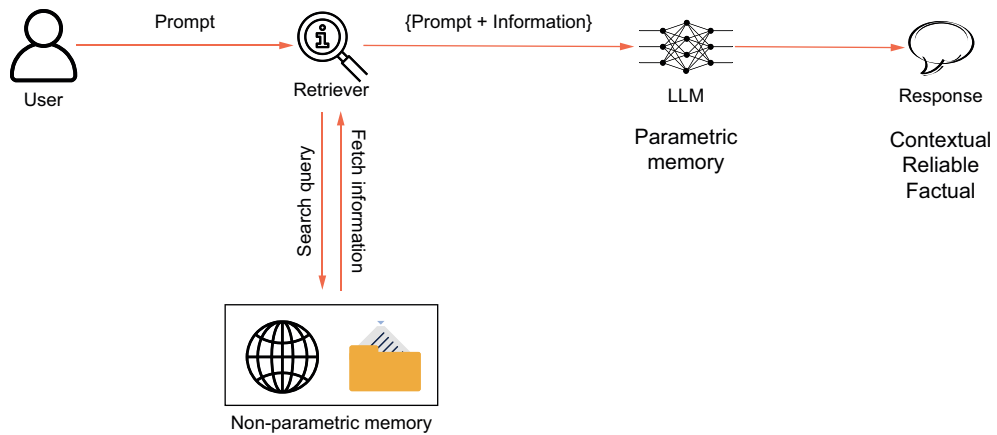 Prompt
{Prompt + Information}
User
Retriever
LLM
Response
Parametric
memory
Contextual
Reliable
Factual
Search query
Fetch information
Non-parametric memory